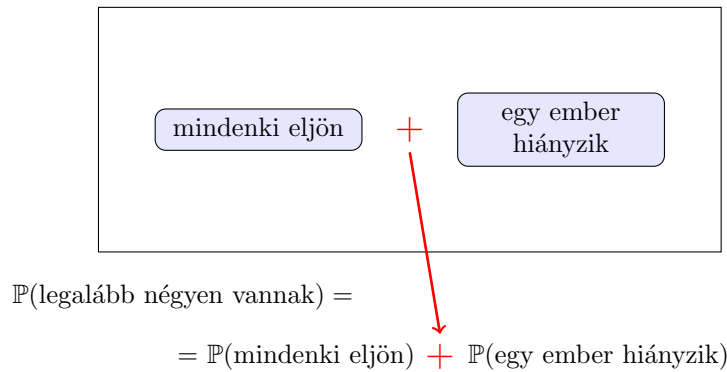 mindenki eljön + egy ember
hiányzik
ℙ(legalább négyen vannak) =
= ℙ(mindenki eljön) + ℙ(egy ember hiányzik)